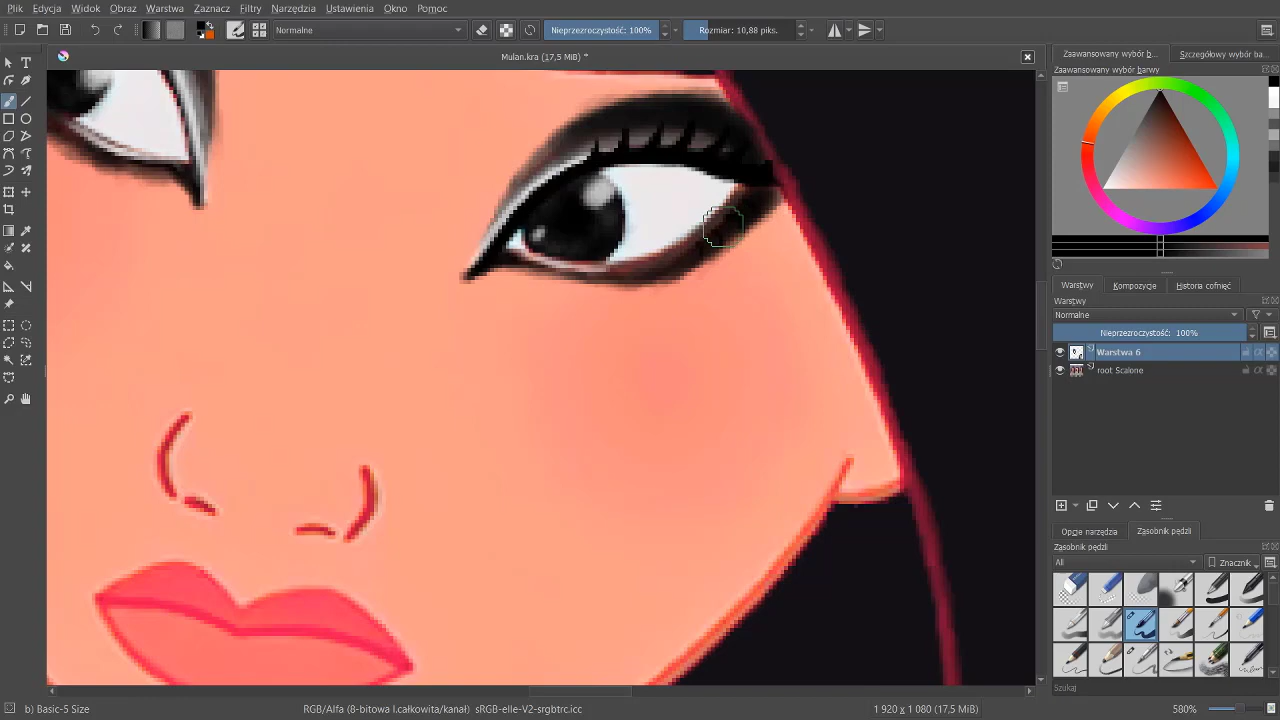 Plik Edytuj Widok Obraz Warstwa Zaznacz Filtry Narzędzia Ustawienia Okno Pomoc
Normalne
Nieprzezroczystość: 100%
Rozmiar: 10,88 piks.
Mulan.kra (17,5 MiB) *
Zaawansowany wybór b...
Szczegółowy wybór ba...
Zaawansowany wybór barwy
Warstwy
Kompozycje
Historia cofnięć
Warstwy
Normalne
Nieprzezroczystość: 100%
Warstwa 6
root Scalone
Opcje narzędzia
Zasobnik pędzli
Zasobnik pędzli
All
Znacznik
Szukaj
b) Basic-5 Size
RGB/Alfa (8-bitowa l.całkowita/kanał) sRGB-elle-V2-srgbtrc.icc
1 920 x 1 080 (17,5 MiB)
580%